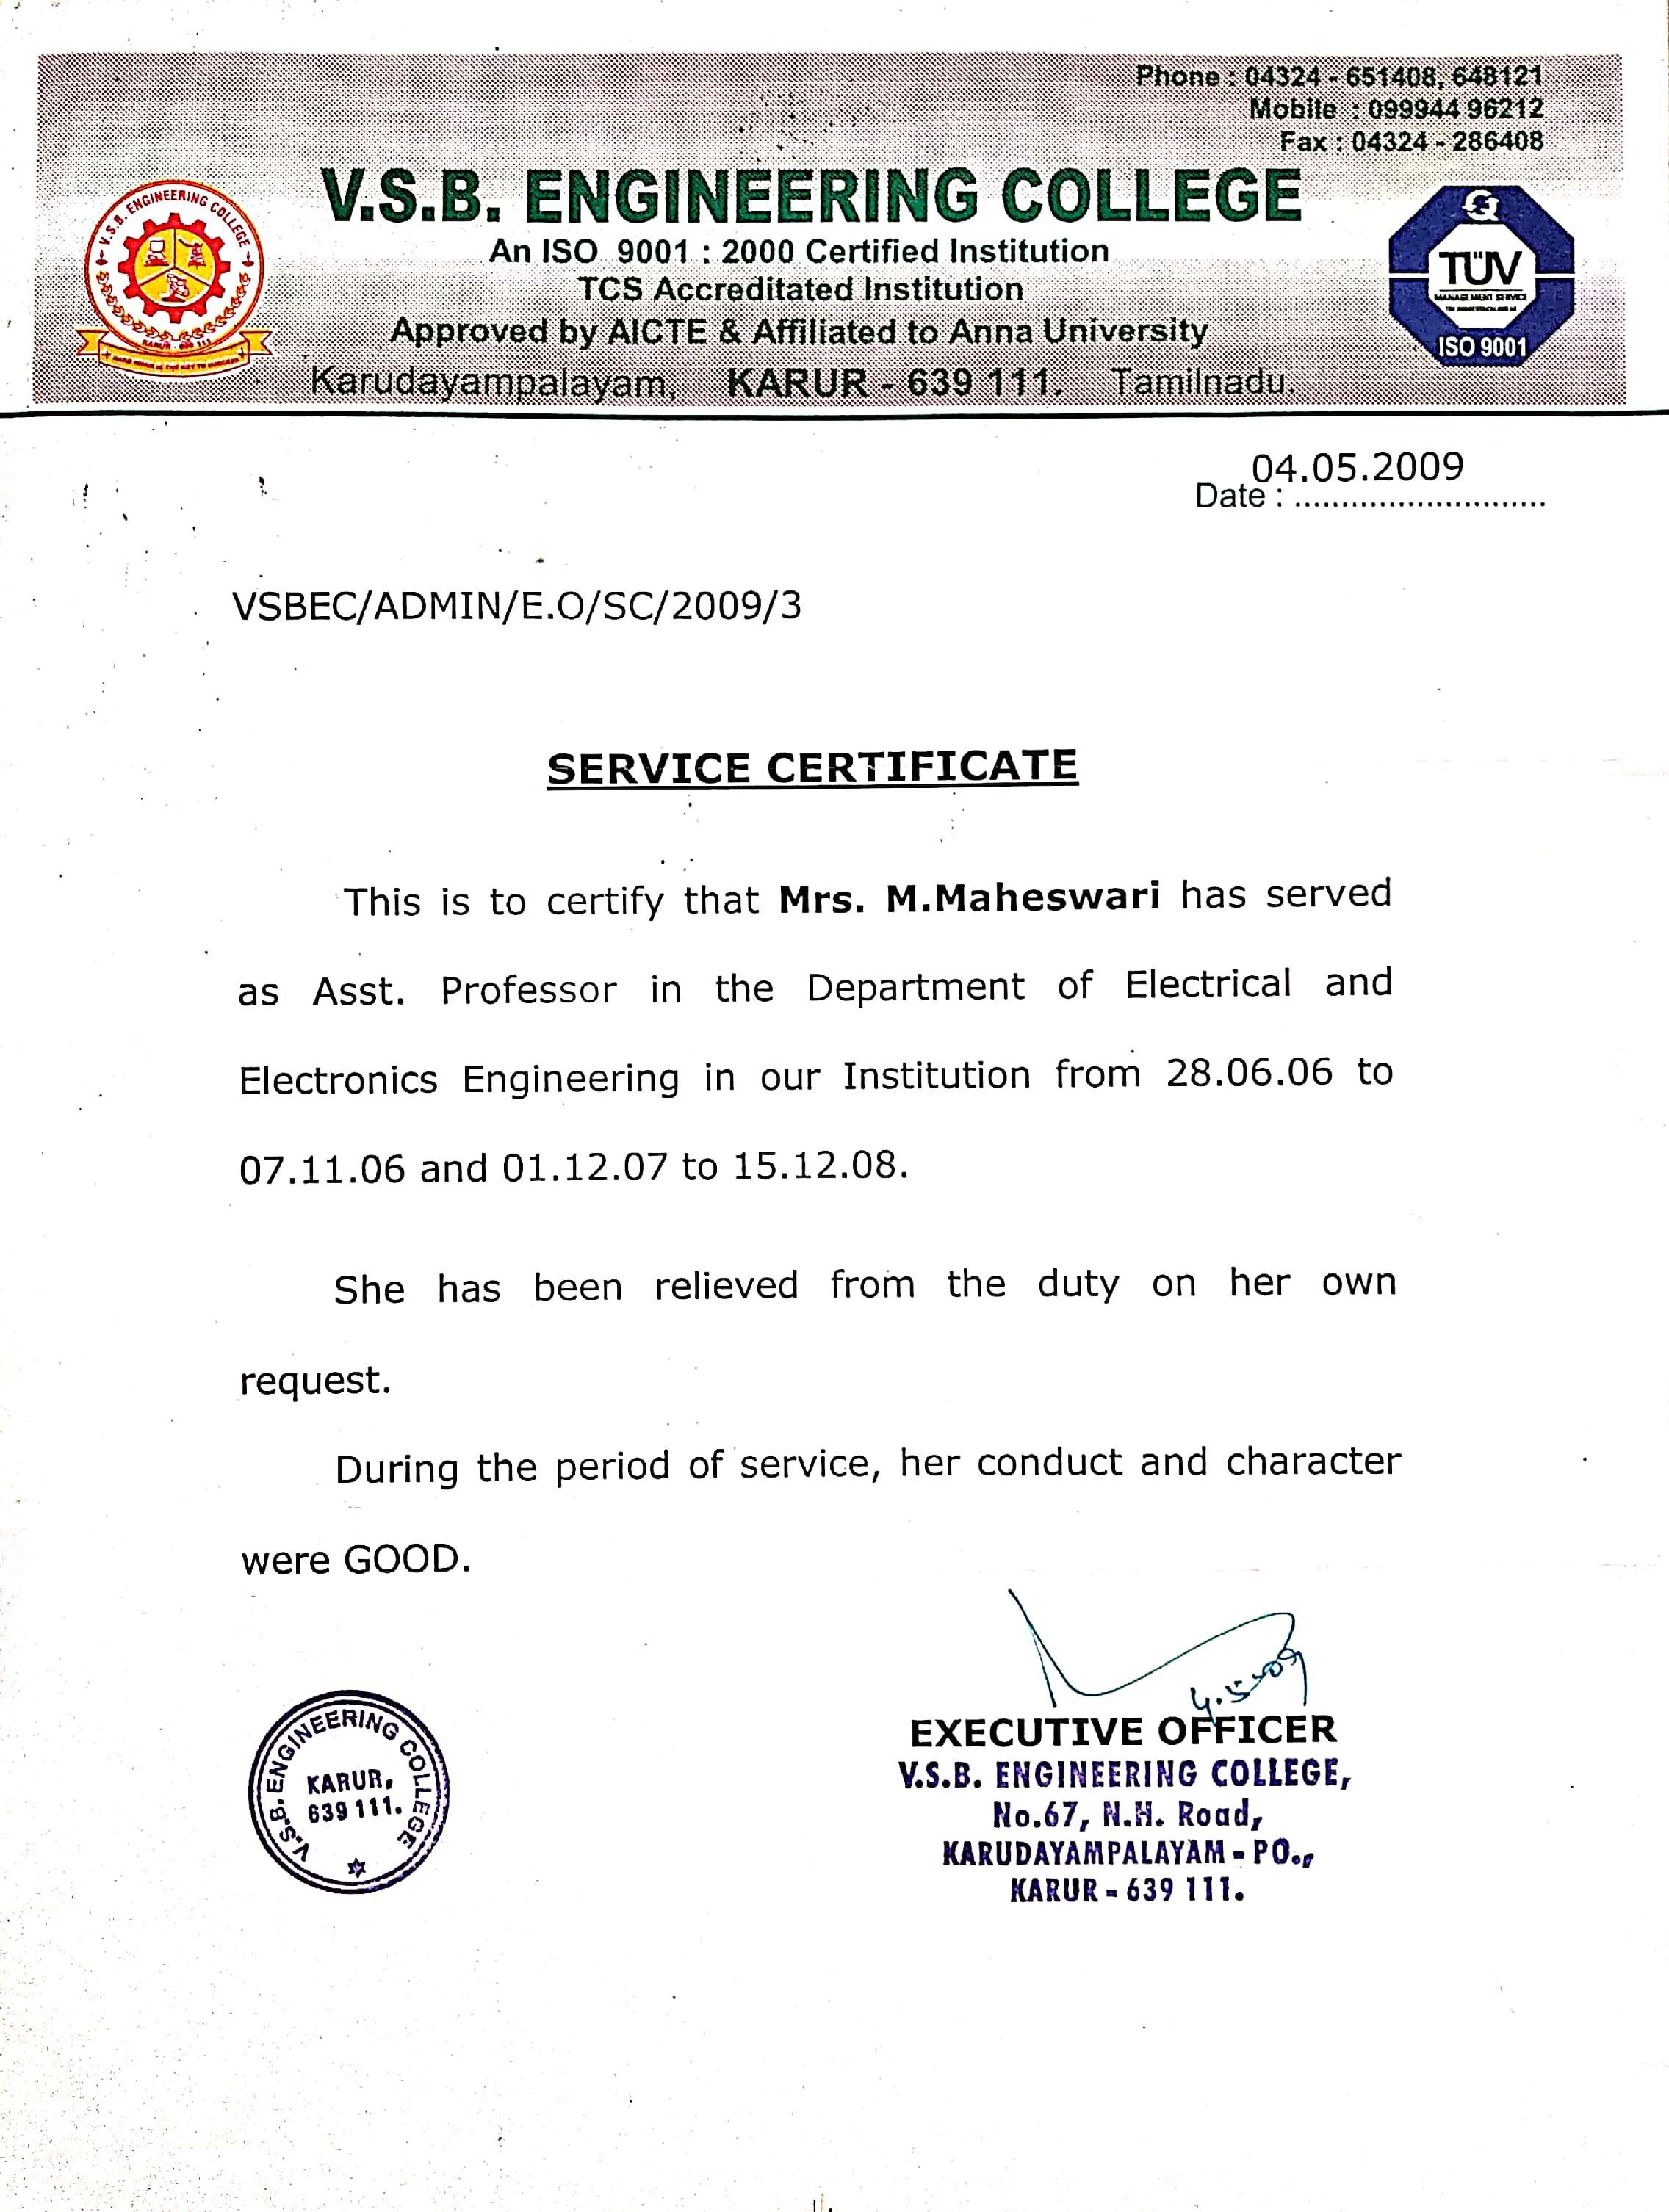 Phone : 04324 - 651408, 648121
Mobile : 099944 96212
Fax : 04324 - 286408
V.S.B. ENGINEERING COLLEGE
An ISO 9001 : 2000 Certified Institution
TCS Accreditated Institution
Approved by AICTE & Affiliated to Anna University
Karudayampalayam, KARUR - 639 111. Tamilnadu.
V.S.B. ENGINEERING COLLEGE
KARUR - 639 111
TÜV
MANAGEMENT SERVICE
ISO 9001
04.05.2009
Date : ...........................
VSBEC/ADMIN/E.O/SC/2009/3
SERVICE CERTIFICATE
This is to certify that Mrs. M.Maheswari has served
as Asst. Professor in the Department of Electrical and
Electronics Engineering in our Institution from 28.06.06 to
07.11.06 and 01.12.07 to 15.12.08.
She has been relieved from the duty on her own
request.
During the period of service, her conduct and character
were GOOD.
4.5.09
EXECUTIVE OFFICER
V.S.B. ENGINEERING COLLEGE,
No.67, N.H. Road,
KARUDAYAMPALAYAM - PO.,
KARUR - 639 111.
V.S.B. ENGINEERING COLLEGE
KARUR,
639 111.